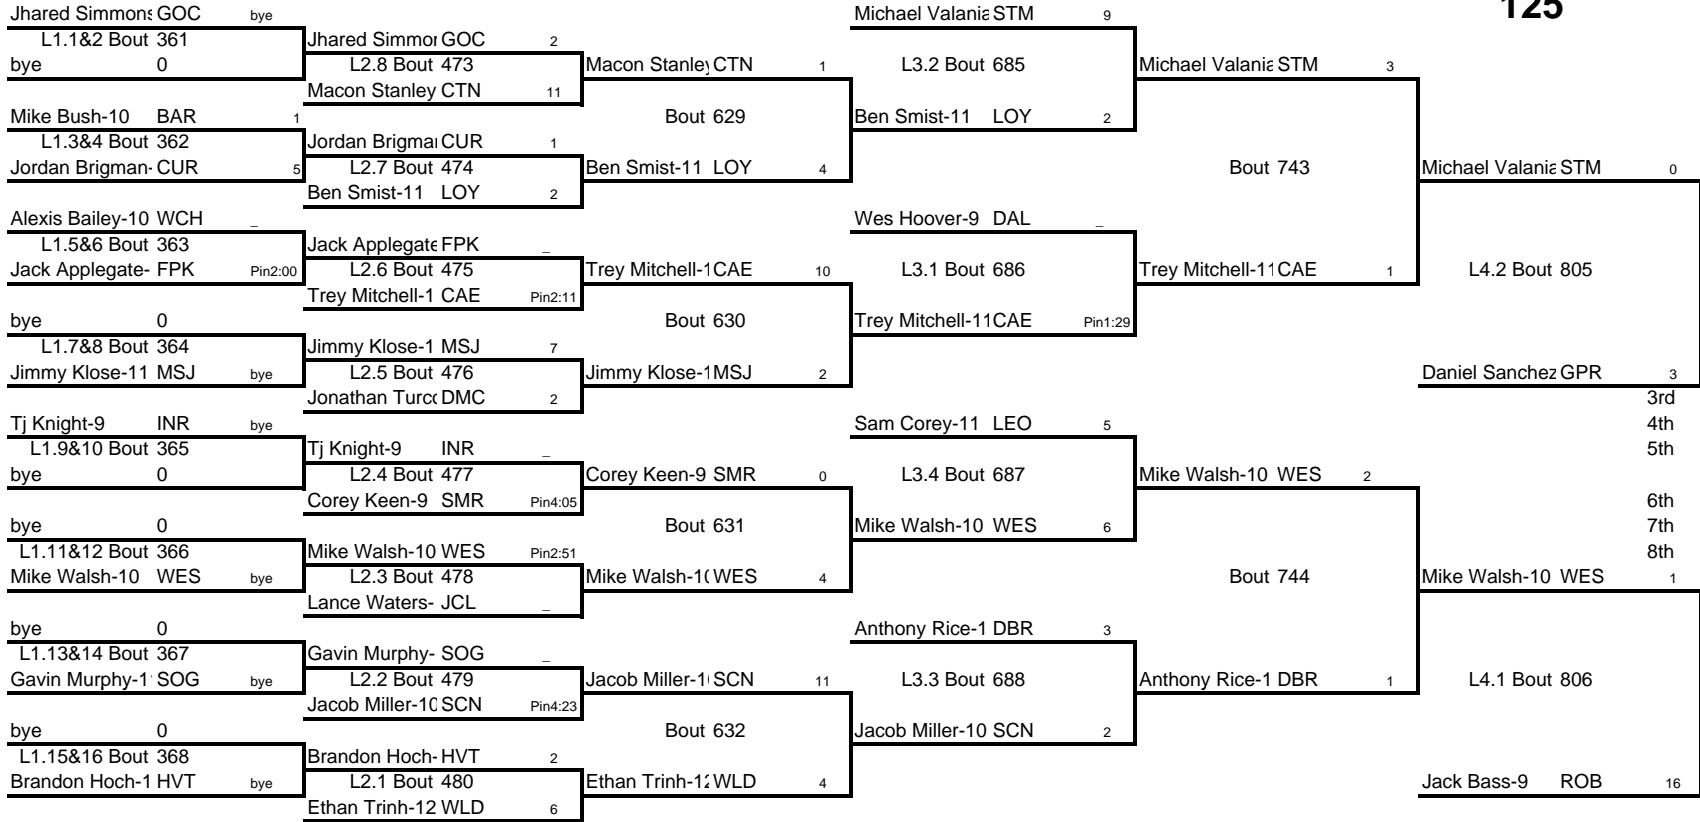 125
Jhared Simmons GOC bye
L1.1&2 Bout 361
bye 0
Mike Bush-10 BAR 1
L1.3&4 Bout 362
Jordan Brigman- CUR 5
Alexis Bailey-10 WCH _
L1.5&6 Bout 363
Jack Applegate- FPK Pin2:00
bye 0
L1.7&8 Bout 364
Jimmy Klose-11 MSJ bye
Tj Knight-9 INR bye
L1.9&10 Bout 365
bye 0
bye 0
L1.11&12 Bout 366
Mike Walsh-10 WES bye
bye 0
L1.13&14 Bout 367
Gavin Murphy-1 SOG bye
bye 0
L1.15&16 Bout 368
Brandon Hoch-1 HVT bye
Jhared Simmon GOC 2
L2.8 Bout 473
Macon Stanley CTN 11
Jordan Brigman CUR 1
L2.7 Bout 474
Ben Smist-11 LOY 2
Jack Applegate FPK _
L2.6 Bout 475
Trey Mitchell-1 CAE Pin2:11
Jimmy Klose-1 MSJ 7
L2.5 Bout 476
Jonathan Turco DMC 2
Tj Knight-9 INR _
L2.4 Bout 477
Corey Keen-9 SMR Pin4:05
Mike Walsh-10 WES Pin2:51
L2.3 Bout 478
Lance Waters- JCL _
Gavin Murphy- SOG _
L2.2 Bout 479
Jacob Miller-10 SCN Pin4:23
Brandon Hoch- HVT 2
L2.1 Bout 480
Ethan Trinh-12 WLD 6
Macon Stanley CTN 1
Bout 629
Ben Smist-11 LOY 4
Trey Mitchell-1 CAE 10
Bout 630
Jimmy Klose-1 MSJ 2
Corey Keen-9 SMR 0
Bout 631
Mike Walsh-10 WES 4
Jacob Miller-1 SCN 11
Bout 632
Ethan Trinh-12 WLD 4
Michael Valania STM 9
L3.2 Bout 685
Ben Smist-11 LOY 2
Wes Hoover-9 DAL _
L3.1 Bout 686
Trey Mitchell-11 CAE Pin1:29
Sam Corey-11 LEO 5
L3.4 Bout 687
Mike Walsh-10 WES 6
Anthony Rice-1 DBR 3
L3.3 Bout 688
Jacob Miller-10 SCN 2
Michael Valania STM 3
Bout 743
Trey Mitchell-11 CAE 1
Mike Walsh-10 WES 2
Bout 744
Anthony Rice-1 DBR 1
Michael Valania STM 0
L4.2 Bout 805
Daniel Sanchez GPR 3
3rd
4th
5th
6th
7th
8th
Mike Walsh-10 WES 1
L4.1 Bout 806
Jack Bass-9 ROB 16